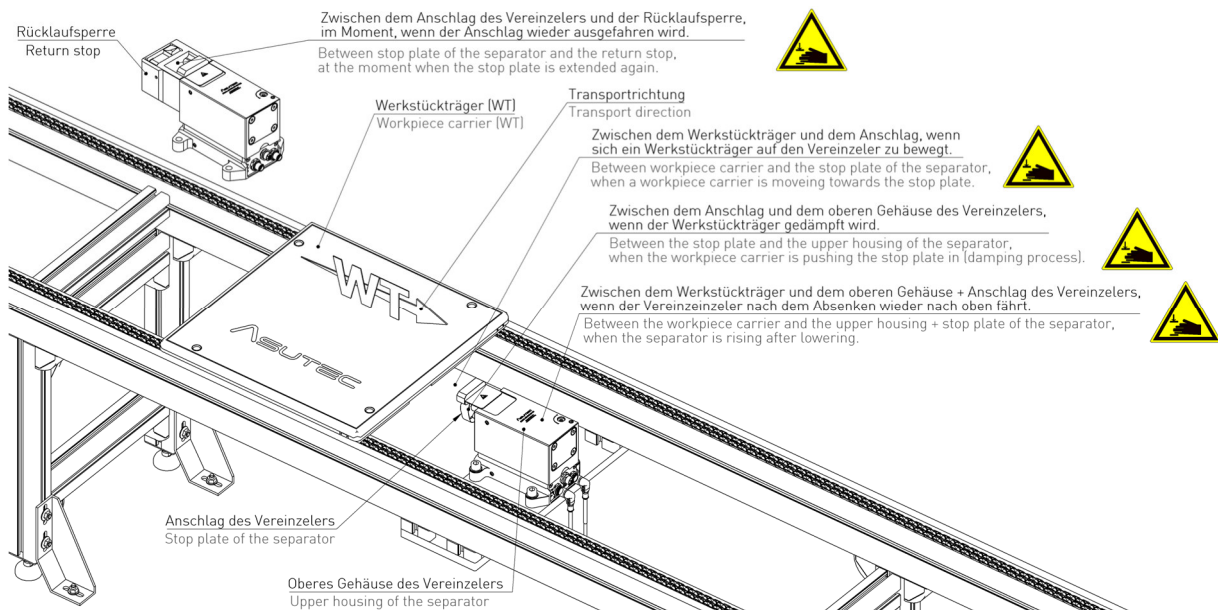 Rücklaufsperre
Return stop
Zwischen dem Anschlag des Vereinzelers und der Rücklaufsperre,
im Moment, wenn der Anschlag wieder ausgefahren wird.
Between stop plate of the separator and the return stop,
at the moment when the stop plate is extended again.
Werkstückträger (WT)
Workpiece carrier (WT)
Transportrichtung
Transport direction
Zwischen dem Werkstückträger und dem Anschlag, wenn
sich ein Werkstückträger auf den Vereinzeler zu bewegt.
Between workpiece carrier and the stop plate of the separator,
when a workpiece carrier is moveing towards the stop plate.
Zwischen dem Anschlag und dem oberen Gehäuse des Vereinzelers,
wenn der Werkstückträger gedämpft wird.
Between the stop plate and the upper housing of the separator,
when the workpiece carrier is pushing the stop plate in (damping process).
Zwischen dem Werkstückträger und dem oberen Gehäuse + Anschlag des Vereinzelers,
wenn der Vereinzeinzeler nach dem Absenken wieder nach oben fährt.
Between the workpiece carrier and the upper housing + stop plate of the separator,
when the separator is rising after lowering.
WT
ASUTEC
Anschlag des Vereinzelers
Stop plate of the separator
Oberes Gehäuse des Vereinzelers
Upper housing of the separator